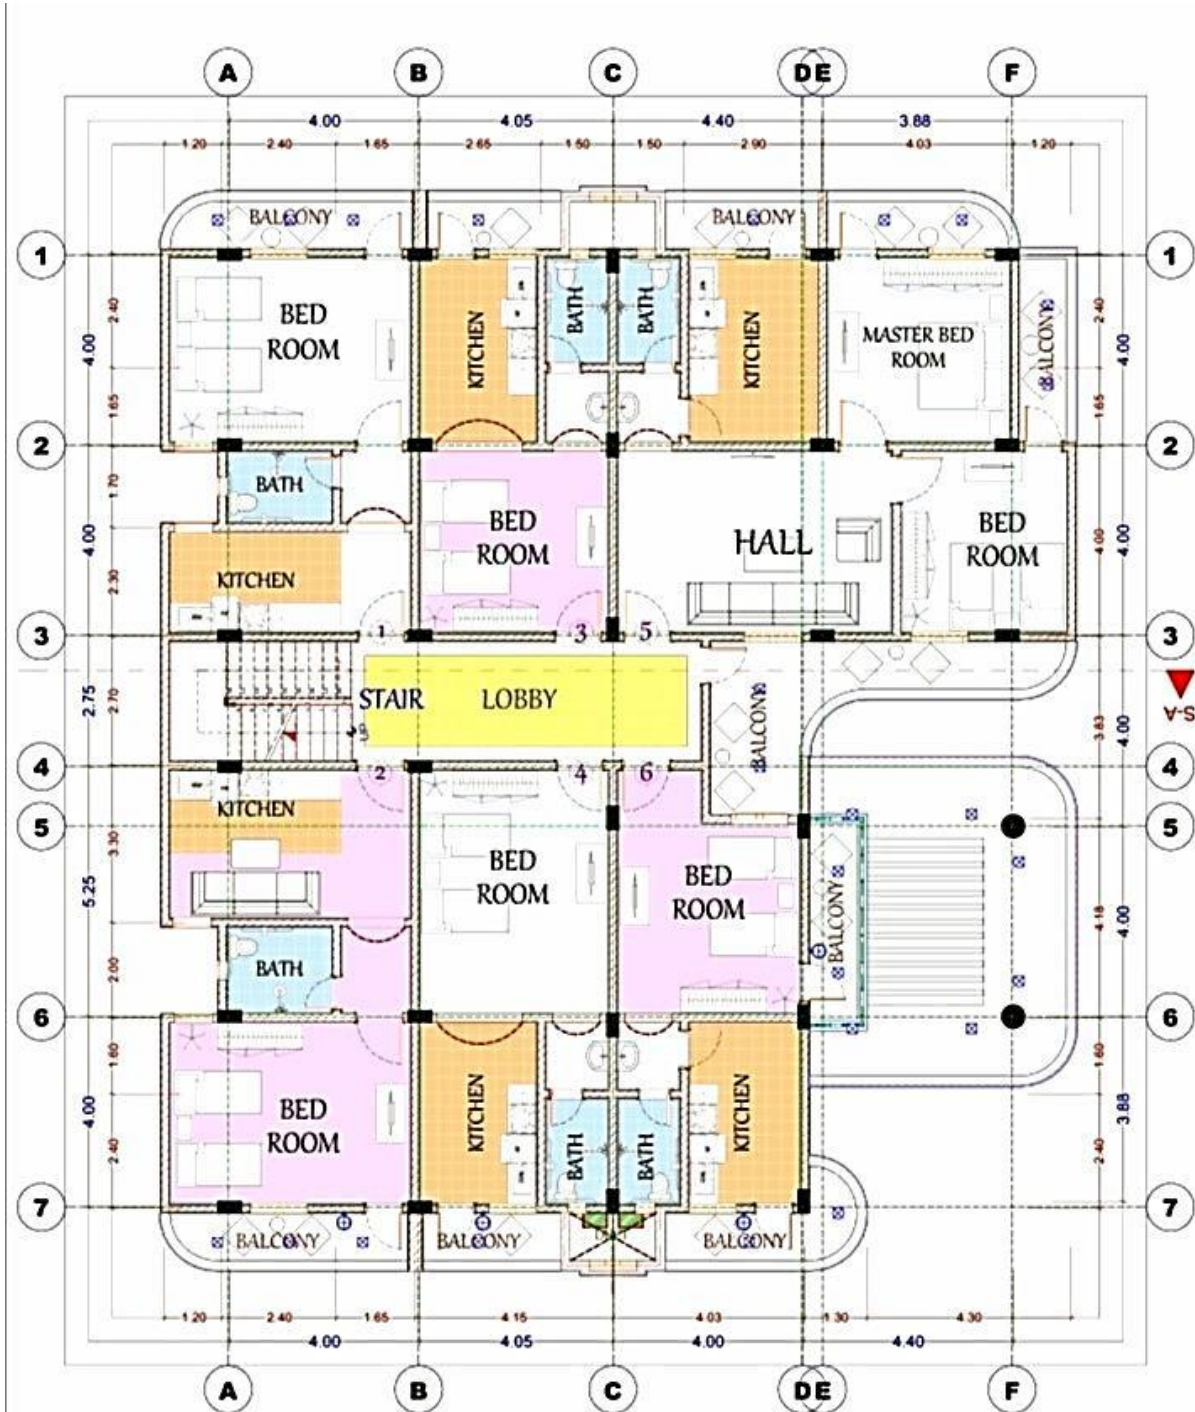 A B C D E F
4.00 4.05 4.40 3.88
1.20 2.40 1.65 2.65 1.50 1.50 2.90 4.03 1.20
BALCONY BALCONY
1 1
BED
ROOM
KITCHEN
BATH
BATH
KITCHEN
MASTER BED
ROOM
BALCONY
2.40
4.00
1.65
2.40
4.00
1.65
2 2
BATH
BED
ROOM
HALL
BED
ROOM
KITCHEN
1.70
4.00
2.30
4.00
4.00
1 3 5
3 3
STAIR LOBBY
BALCONY
2.75
2.70
3.83
4.00
S-A
2 4 6
4 4
KITCHEN
5 5
BED
ROOM
BED
ROOM
BALCONY
3.30
5.25
2.00
4.18
4.00
BATH
6 6
BED
ROOM
KITCHEN
BATH
BATH
KITCHEN
1.60
4.00
2.40
1.60
3.88
2.40
7 7
BALCONY BALCONY BALCONY
1.20 2.40 1.65 4.15 4.03 1.30 4.30
4.00 4.05 4.00 4.40
A B C D E F